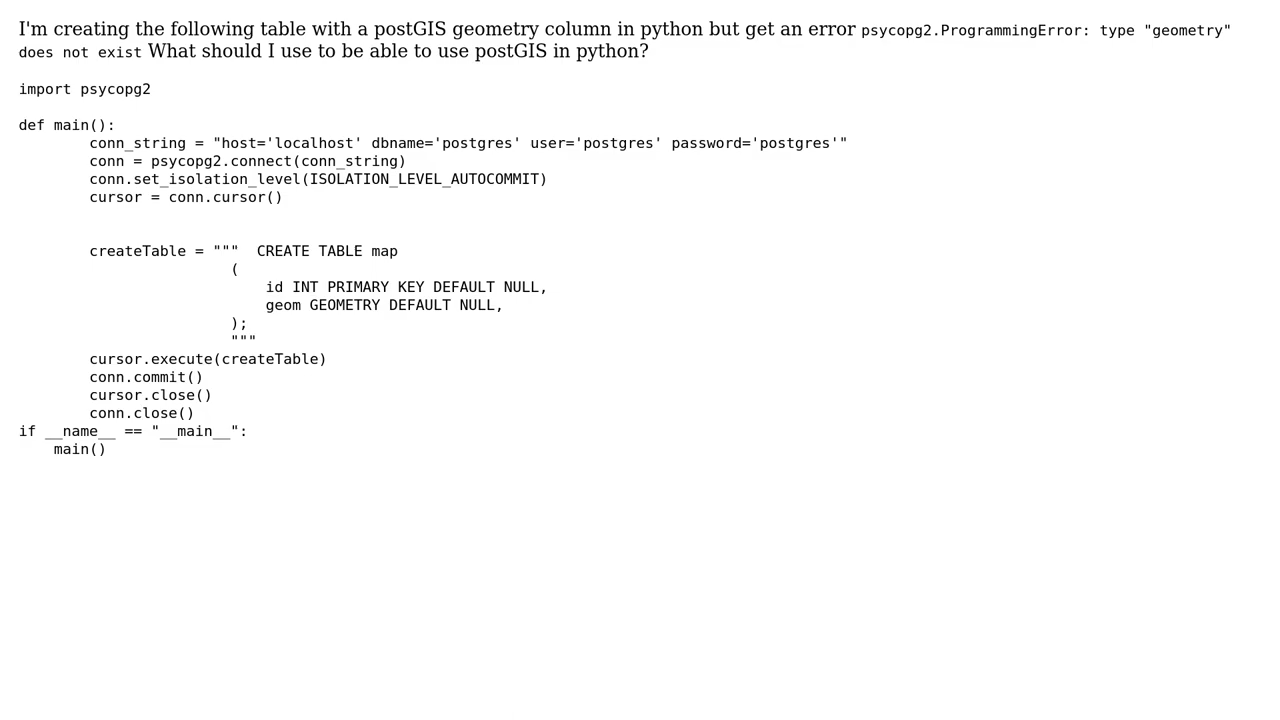 I'm creating the following table with a postGIS geometry column in python but get an error psycopg2.ProgrammingError: type "geometry"
does not exist What should I use to be able to use postGIS in python?
import psycopg2
def main():
        conn_string = "host='localhost' dbname='postgres' user='postgres' password='postgres'"
        conn = psycopg2.connect(conn_string)
        conn.set_isolation_level(ISOLATION_LEVEL_AUTOCOMMIT)
        cursor = conn.cursor()
        createTable = """  CREATE TABLE map
                        (
                            id INT PRIMARY KEY DEFAULT NULL,
                            geom GEOMETRY DEFAULT NULL,
                        );
                        """
        cursor.execute(createTable)
        conn.commit()
        cursor.close()
        conn.close()
if __name__ == "__main__":
    main()